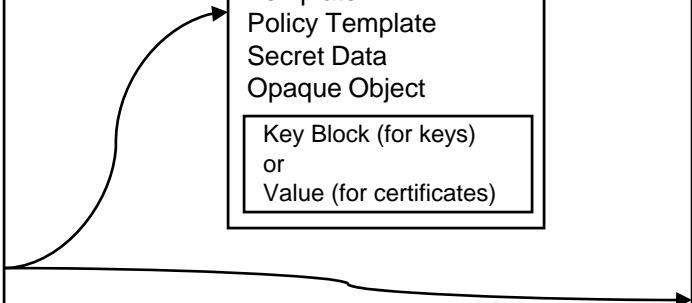 Policy Template
Secret Data
Opaque Object
Key Block (for keys)
or
Value (for certificates)